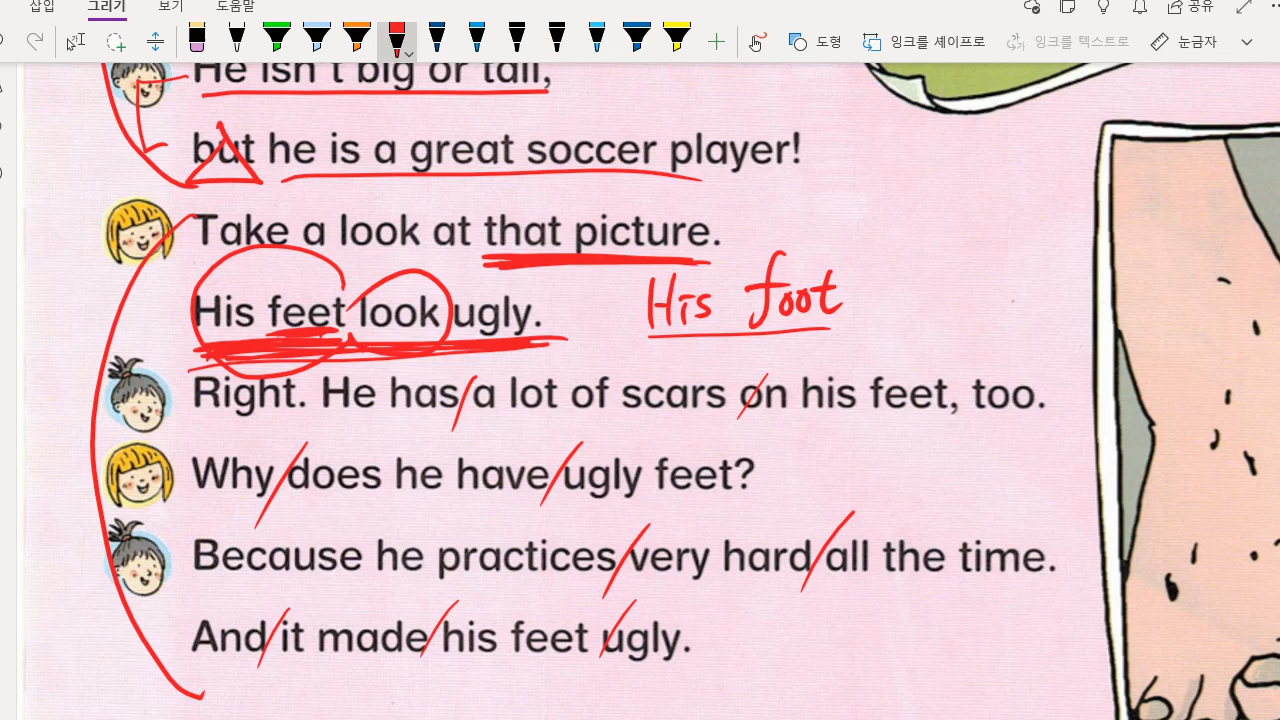 삽입 그리기 보기 도움말 공유
도형 잉크를 셰이프로 잉크를 텍스트로 눈금자
He isn't big or tall,
but he is a great soccer player!
Take a look at that picture.
His feet look ugly. His foot
Right. He has a lot of scars on his feet, too.
Why does he have ugly feet?
Because he practices very hard all the time.
And it made his feet ugly.